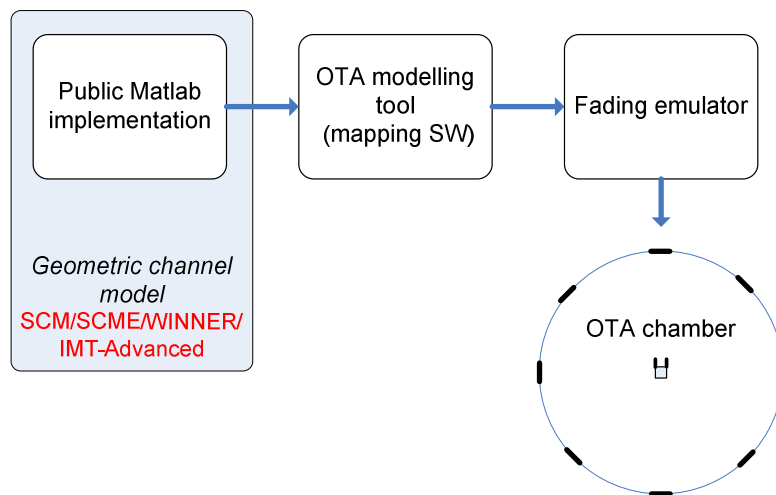 Public Matlab
implementation
Geometric channel
model
SCM/SCME/WINNER/
IMT-Advanced
OTA modelling
tool
(mapping SW)
Fading emulator
OTA chamber